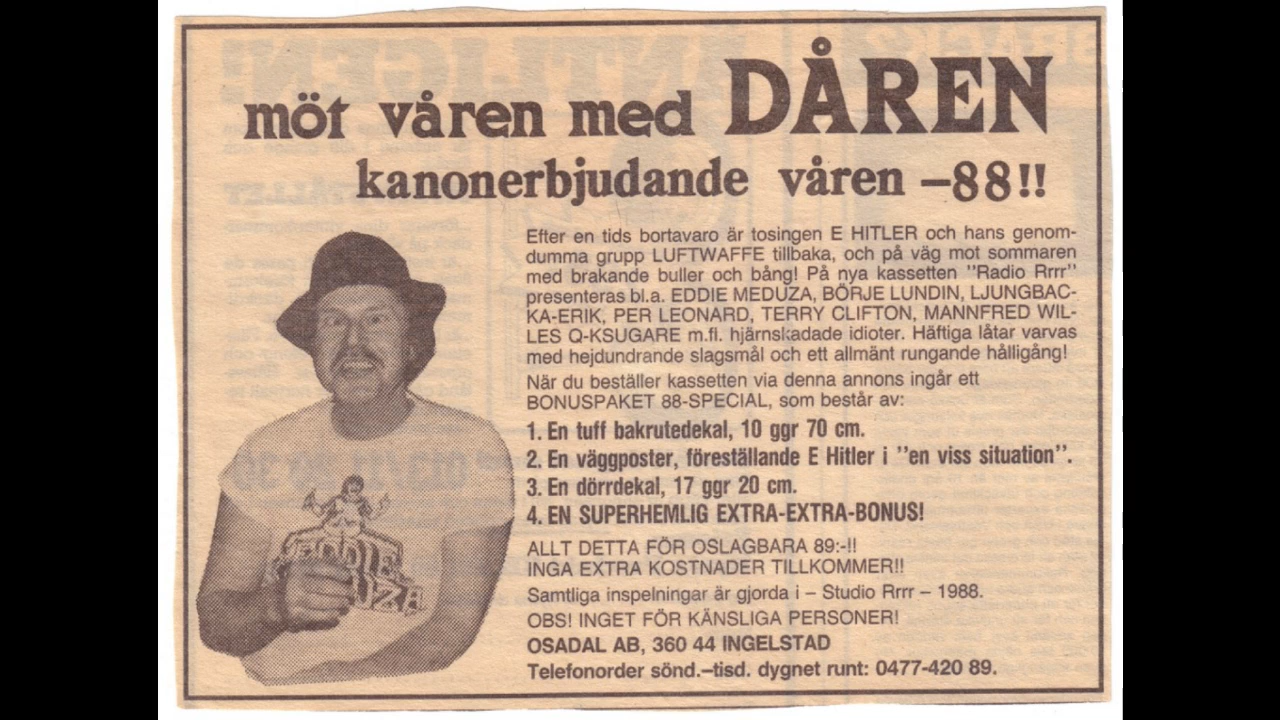 möt våren med DÅREN
kanonerbjudande våren –88!!
Efter en tids bortavaro är tosingen E HITLER och hans genom-
dumma grupp LUFTWAFFE tillbaka, och på väg mot sommaren
med brakande buller och bång! På nya kassetten "Radio Rrrr"
presenteras bl.a. EDDIE MEDUZA, BÖRJE LUNDIN, LJUNGBAC-
KA-ERIK, PER LEONARD, TERRY CLIFTON, MANNFRED WIL-
LES Q-KSUGARE m.fl. hjärnskadade idioter. Häftiga låtar varvas
med hejdundrande slagsmål och ett allmänt rungande hålligång!
När du beställer kassetten via denna annons ingår ett
BONUSPAKET 88-SPECIAL, som består av:
1. En tuff bakrutedekal, 10 ggr 70 cm.
2. En väggposter, föreställande E Hitler i "en viss situation".
3. En dörrdekal, 17 ggr 20 cm.
4. EN SUPERHEMLIG EXTRA-EXTRA-BONUS!
ALLT DETTA FÖR OSLAGBARA 89:-!!
INGA EXTRA KOSTNADER TILLKOMMER!!
Samtliga inspelningar är gjorda i – Studio Rrrr – 1988.
OBS! INGET FÖR KÄNSLIGA PERSONER!
OSADAL AB, 360 44 INGELSTAD
Telefonorder sönd.–tisd. dygnet runt: 0477-420 89.